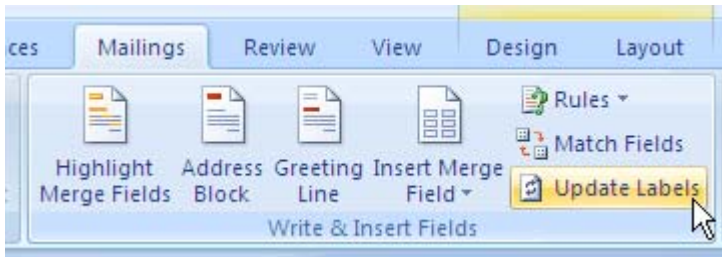 ces Mailings Review View Design Layout
Highlight Merge Fields
Address Block
Greeting Line
Insert Merge Field
Rules
Match Fields
Update Labels
Write & Insert Fields